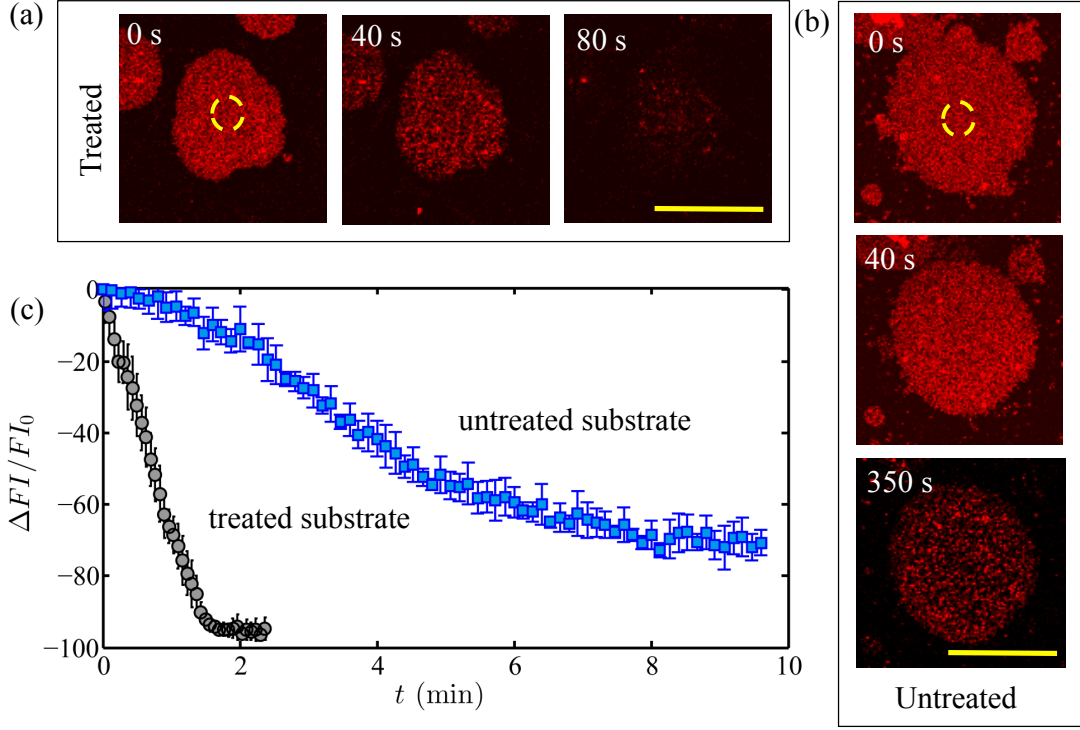 (a)
Treated
0 s
40 s
80 s
(b)
0 s
40 s
350 s
Untreated
(c)
ΔFI/FI₀
0
−20
−40
−60
−80
−100
untreated substrate
treated substrate
0 2 4 6 8 10
t (min)